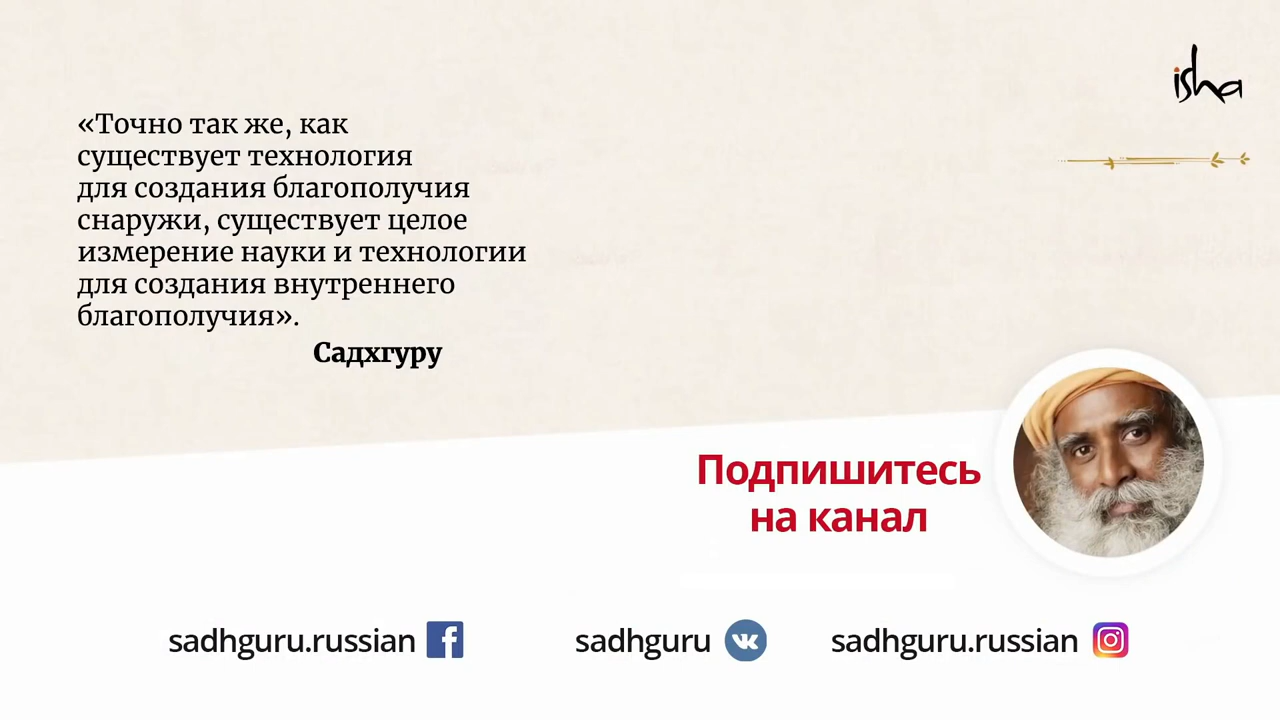 isha
«Точно так же, как
существует технология
для создания благополучия
снаружи, существует целое
измерение науки и технологии
для создания внутреннего
благополучия».
Садхгуру
Подпишитесь
на канал
sadhguru.russian
sadhguru
sadhguru.russian